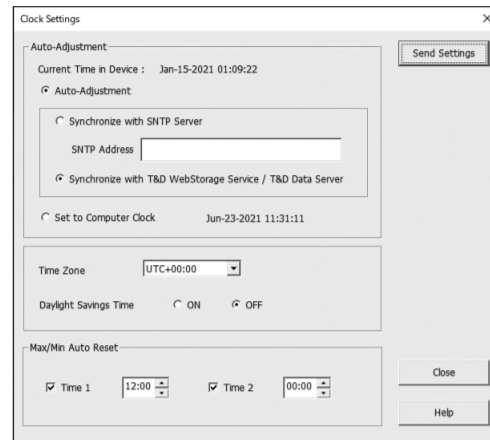 Clock Settings
Auto-Adjustment
Send Settings
Current Time in Device : Jan-15-2021 01:09:22
Auto-Adjustment
Synchronize with SNTP Server
SNTP Address
Synchronize with T&D WebStorage Service / T&D Data Server
Set to Computer Clock Jun-23-2021 11:31:11
Time Zone UTC+00:00
Daylight Savings Time ON OFF
Max/Min Auto Reset
Time 1 12:00 Time 2 00:00
Close
Help